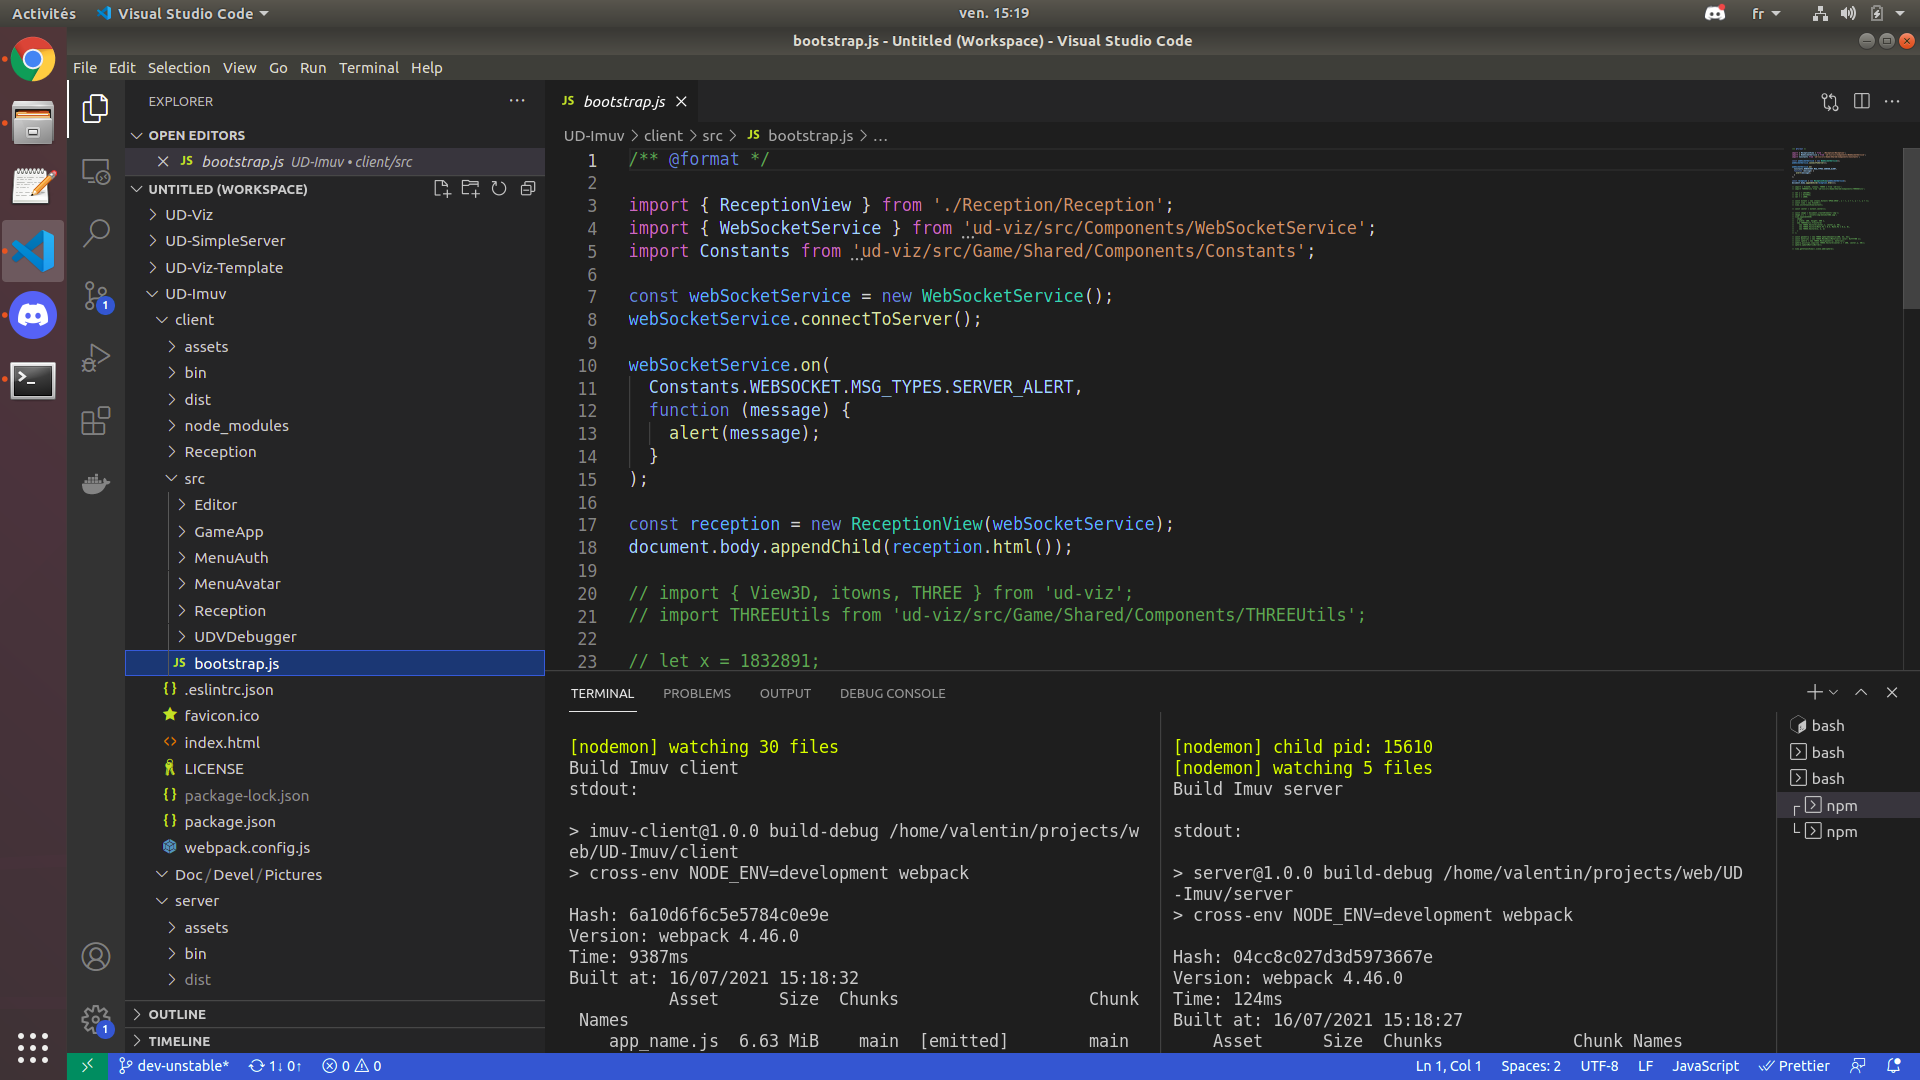 Activités
Visual Studio Code
ven. 15:19
fr
bootstrap.js - Untitled (Workspace) - Visual Studio Code
File Edit Selection View Go Run Terminal Help
EXPLORER
OPEN EDITORS
JS bootstrap.js UD-Imuv • client/src
UNTITLED (WORKSPACE)
UD-Viz
UD-SimpleServer
UD-Viz-Template
UD-Imuv
client
assets
bin
dist
node_modules
Reception
src
Editor
GameApp
MenuAuth
MenuAvatar
Reception
UDVDebugger
JS bootstrap.js
{} .eslintrc.json
favicon.ico
<> index.html
LICENSE
{} package-lock.json
{} package.json
webpack.config.js
Doc / Devel / Pictures
server
assets
bin
dist
OUTLINE
TIMELINE
1
1
JS bootstrap.js
UD-Imuv > client > src > JS bootstrap.js > ...
1 /** @format */
2
3 import { ReceptionView } from './Reception/Reception';
4 import { WebSocketService } from 'ud-viz/src/Components/WebSocketService';
5 import Constants from 'ud-viz/src/Game/Shared/Components/Constants';
6
7 const webSocketService = new WebSocketService();
8 webSocketService.connectToServer();
9
10 webSocketService.on(
11 Constants.WEBSOCKET.MSG_TYPES.SERVER_ALERT,
12 function (message) {
13 alert(message);
14 }
15 );
16
17 const reception = new ReceptionView(webSocketService);
18 document.body.appendChild(reception.html());
19
20 // import { View3D, itowns, THREE } from 'ud-viz';
21 // import THREEUtils from 'ud-viz/src/Game/Shared/Components/THREEUtils';
22
23 // let x = 1832891;
TERMINAL PROBLEMS OUTPUT DEBUG CONSOLE
[nodemon] watching 30 files
Build Imuv client
stdout:
> imuv-client@1.0.0 build-debug /home/valentin/projects/w
eb/UD-Imuv/client
> cross-env NODE_ENV=development webpack
Hash: 6a10d6f6c5e5784c0e9e
Version: webpack 4.46.0
Time: 9387ms
Built at: 16/07/2021 15:18:32
Asset Size Chunks Chunk
Names
app_name.js 6.63 MiB main [emitted] main
[nodemon] child pid: 15610
[nodemon] watching 5 files
Build Imuv server
stdout:
> server@1.0.0 build-debug /home/valentin/projects/web/UD
-Imuv/server
> cross-env NODE_ENV=development webpack
Hash: 04cc8c027d3d5973667e
Version: webpack 4.46.0
Time: 124ms
Built at: 16/07/2021 15:18:27
Asset Size Chunks Chunk Names
bash
bash
bash
npm
npm
dev-unstable* 1↓ 0↑ 0 0
Ln 1, Col 1 Spaces: 2 UTF-8 LF JavaScript Prettier